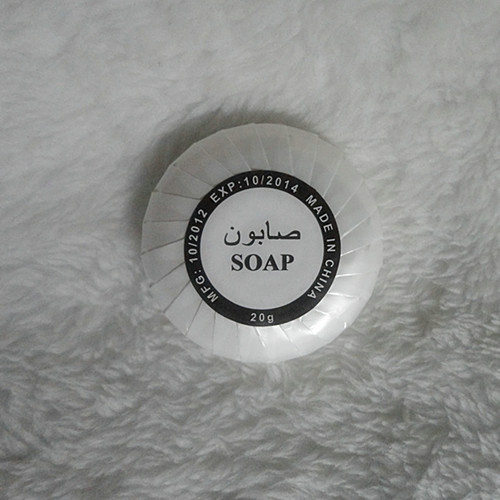 MFG: 10/2012 EXP:10/2014 MADE IN CHINA
صابون
SOAP
20g